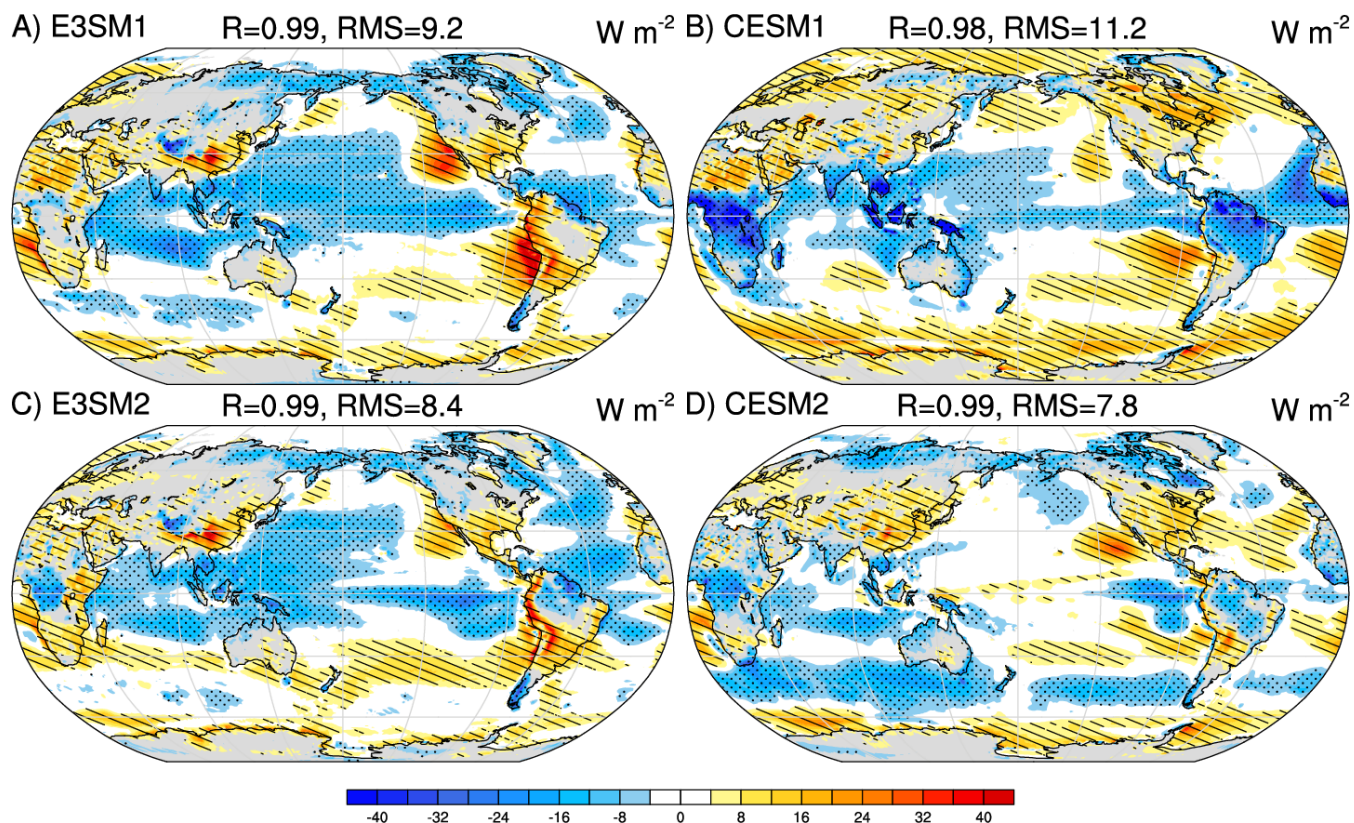 A) E3SM1 R=0.99, RMS=9.2 W m-2
B) CESM1 R=0.98, RMS=11.2 W m-2
C) E3SM2 R=0.99, RMS=8.4 W m-2
D) CESM2 R=0.99, RMS=7.8 W m-2
-40 -32 -24 -16 -8 0 8 16 24 32 40